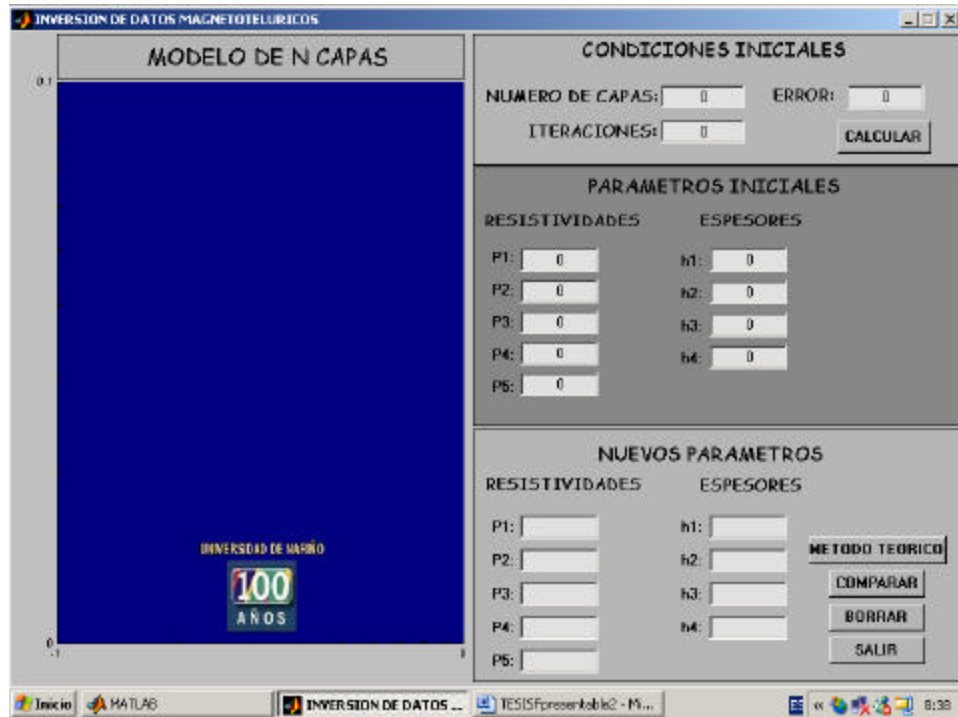 INVERSION DE DATOS MAGNETOTELURICOS
MODELO DE N CAPAS
0.1
0
.1
0
UNIVERSIDAD DE NARIÑO
100
AÑOS
CONDICIONES INICIALES
NUMERO DE CAPAS: 0 ERROR: 0
ITERACIONES: 0 CALCULAR
PARAMETROS INICIALES
RESISTIVIDADES ESPESORES
P1: 0 h1: 0
P2: 0 h2: 0
P3: 0 h3: 0
P4: 0 h4: 0
P5: 0
NUEVOS PARAMETROS
RESISTIVIDADES ESPESORES
P1: h1:
P2: h2:
P3: h3:
P4: h4:
P5:
METODO TEORICO
COMPARAR
BORRAR
SALIR
Inicio MATLAB INVERSION DE DATOS ... TESISFpresentable2 - Mi... 8:38